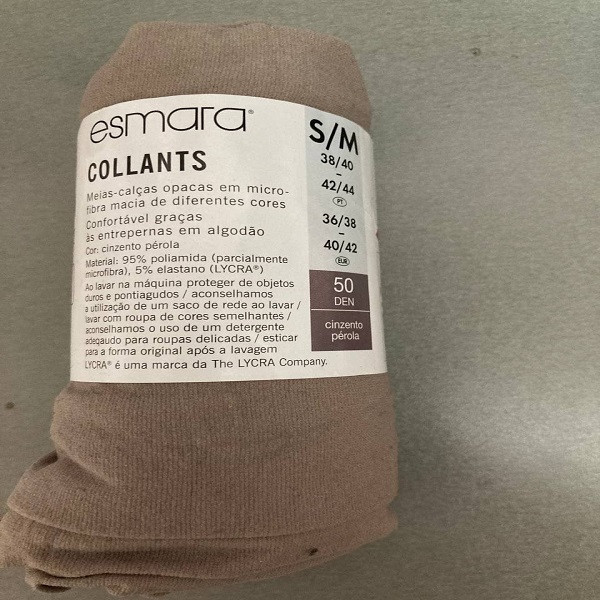 esmara®
COLLANTS
Meias-calças opacas em micro-
fibra macia de diferentes cores
Confortável graças
às entrepernas em algodão
Cor: cinzento pérola
Material: 95% poliamida (parcialmente
microfibra), 5% elastano (LYCRA®)
Ao lavar na máquina proteger de objetos
duros e pontiagudos / aconselhamos
a utilização de um saco de rede ao lavar /
lavar com roupa de cores semelhantes /
aconselhamos o uso de um detergente
adequado para roupas delicadas / esticar
para a forma original após a lavagem
LYCRA® é uma marca da The LYCRA Company.
S/M
38/40
–
42/44
PT
36/38
–
40/42
EUR
50
DEN
cinzento
pérola